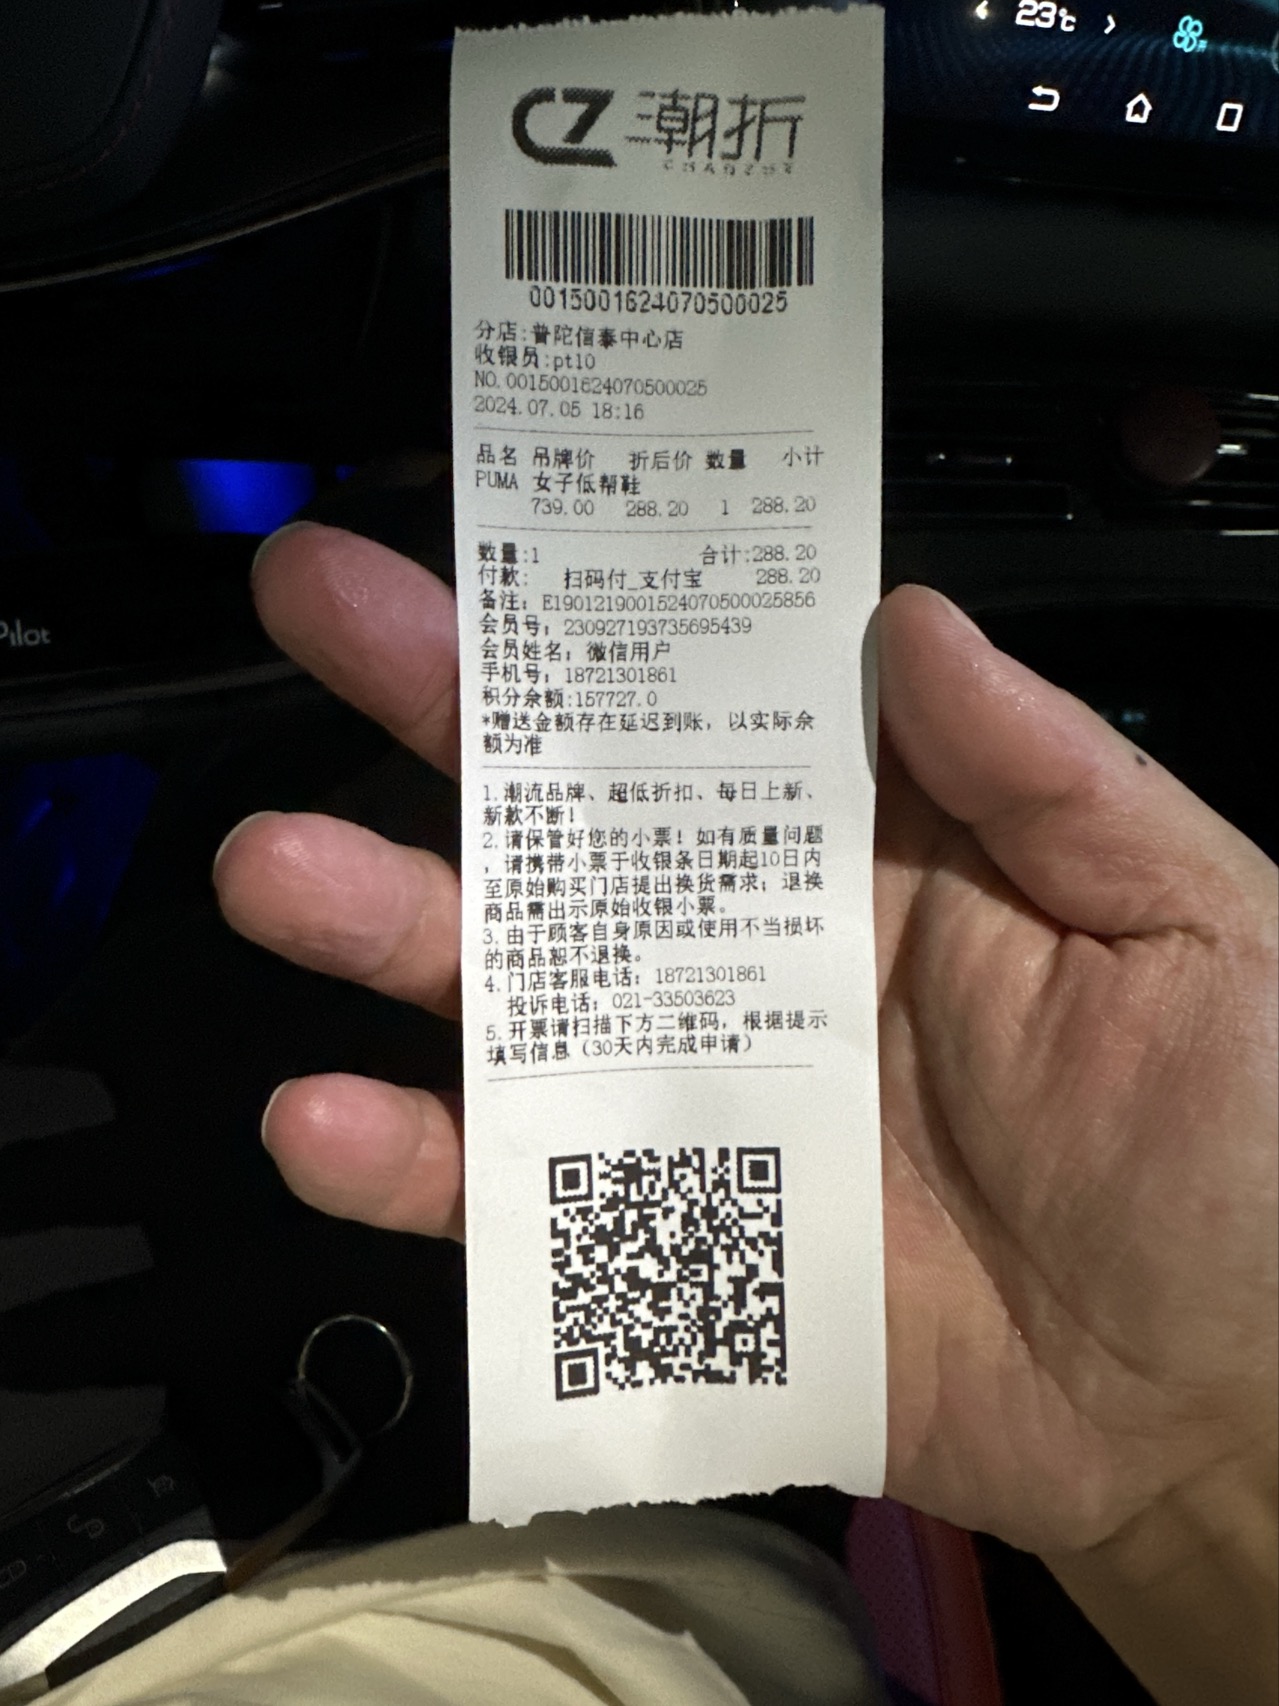 23℃
CZ 潮折
CHAOZHE
0015001624070500025
分店:普陀信泰中心店
收银员:pt10
NO.0015001624070500025
2024.07.05 18:16
品名 吊牌价 折后价 数量 小计
PUMA 女子低帮鞋
739.00 288.20 1 288.20
数量:1 合计:288.20
付款: 扫码付_支付宝 288.20
备注: E1901219001524070500025856
会员号: 230927193735695439
会员姓名: 微信用户
手机号: 18721301861
积分余额:157727.0
*赠送金额存在延迟到账，以实际余
额为准
1.潮流品牌、超低折扣、每日上新、
新款不断！
2.请保管好您的小票！如有质量问题
，请携带小票于收银条日期起10日内
至原始购买门店提出换货需求；退换
商品需出示原始收银小票。
3.由于顾客自身原因或使用不当损坏
的商品恕不退换。
4.门店客服电话: 18721301861
投诉电话: 021-33503623
5.开票请扫描下方二维码，根据提示
填写信息（30天内完成申请）
Pilot